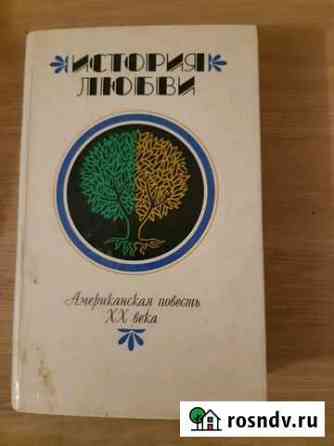 ИСТОРИЯ
ЛЮБВИ
Американская повесть
XX века
rosndv.ru